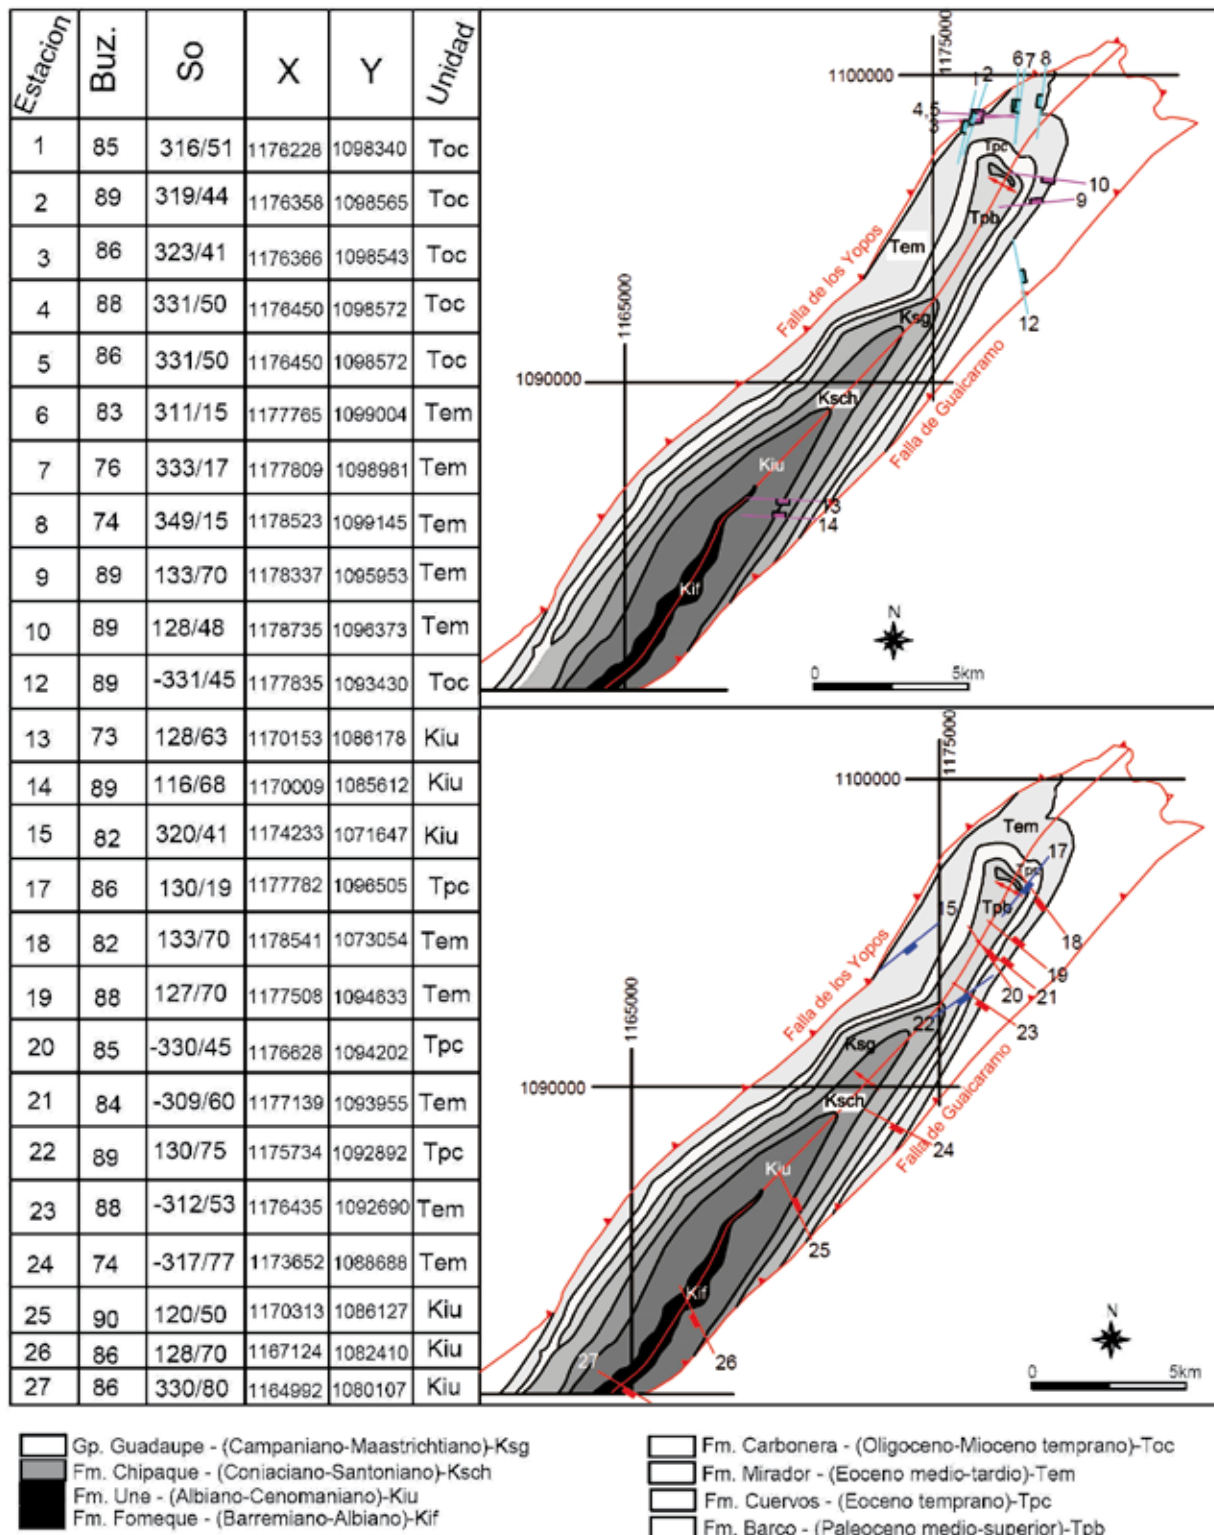 Estacion Buz. So X Y Unidad
1 85 316/51 1176228 1098340 Toc
2 89 319/44 1176358 1098565 Toc
3 86 323/41 1176366 1098543 Toc
4 88 331/50 1176450 1098572 Toc
5 86 331/50 1176450 1098572 Toc
6 83 311/15 1177765 1099004 Tem
7 76 333/17 1177809 1098981 Tem
8 74 349/15 1178523 1099145 Tem
9 89 133/70 1178337 1095953 Tem
10 89 128/48 1178735 1096373 Tem
12 89 -331/45 1177835 1093430 Toc
13 73 128/63 1170153 1086178 Kiu
14 89 116/68 1170009 1085612 Kiu
15 82 320/41 1174233 1071647 Kiu
17 86 130/19 1177782 1096505 Tpc
18 82 133/70 1178541 1073054 Tem
19 88 127/70 1177508 1094633 Tem
20 85 -330/45 1176628 1094202 Tpc
21 84 -309/60 1177139 1093955 Tem
22 89 130/75 1175734 1092892 Tpc
23 88 -312/53 1176435 1092690 Tem
24 74 -317/77 1173652 1088688 Tem
25 90 120/50 1170313 1086127 Kiu
26 86 128/70 1167124 1082410 Kiu
27 86 330/80 1164992 1080107 Kiu
1175000
1100000
1 2
6 7 8
4,5
3
Tpc
10
9
Tpb
Tem
Falla de los Yopos
12
1165000
Ksg
1090000
Ksch
Falla de Guaicaramo
Kiu
13
14
Kif
N
0 5km
1175000
1100000
Tem
17
Tpc
Tpb
15
18
19
Falla de los Yopos
20 21
1165000
22
23
Ksg
1090000
Ksch
Falla de Guaicaramo
24
Kiu
25
Kif
N
27
26
0 5km
Gp. Guadaupe - (Campaniano-Maastrichtiano)-Ksg
Fm. Chipaque - (Coniaciano-Santoniano)-Ksch
Fm. Une - (Albiano-Cenomaniano)-Kiu
Fm. Fomeque - (Barremiano-Albiano)-Kif
Fm. Carbonera - (Oligoceno-Mioceno temprano)-Toc
Fm. Mirador - (Eoceno medio-tardio)-Tem
Fm. Cuervos - (Eoceno temprano)-Tpc
Fm. Barco - (Paleoceno medio-superior)-Tpb